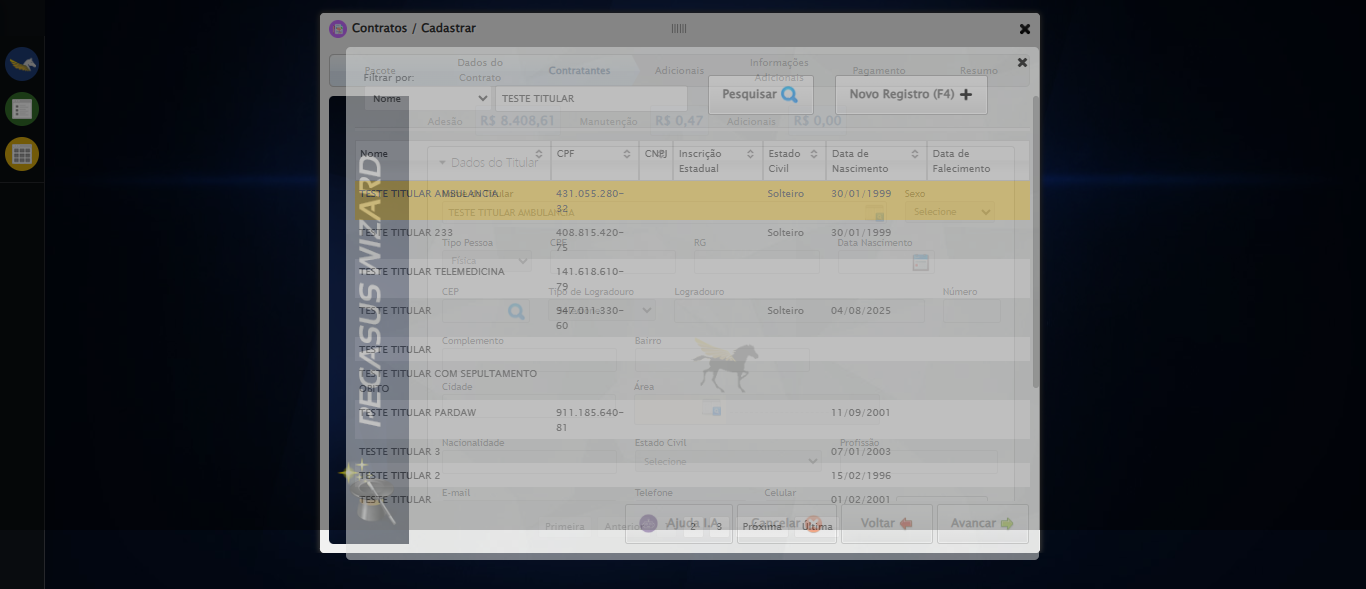 Contratos / Cadastrar
Pacote
Dados do
Contrato
Contratantes
Adicionais
Informações
Adicionais
Pagamento
Resumo
Filtrar por:
Nome
TESTE TITULAR
Pesquisar
Novo Registro (F4)
Adesão R$ 8.408,61 Manutenção R$ 0,47 Adicionais R$ 0,00
Nome CPF CNPJ Inscrição Estadual Estado Civil Data de Nascimento Data de Falecimento
Dados do Titular
TESTE TITULAR AMBULANCIA 431.055.280-32 Solteiro 30/01/1999
Sexo
TESTE TITULAR AMBULANCIA
Selecione
TESTE TITULAR 233 408.815.420-75 Solteiro 30/01/1999
Tipo Pessoa CPF RG Data Nascimento
Física
TESTE TITULAR TELEMEDICINA 141.618.610-79
CEP Tipo de Logradouro Logradouro Número
TESTE TITULAR 947.011.330-60 Solteiro 04/08/2025
Complemento Bairro
TESTE TITULAR
TESTE TITULAR COM SEPULTAMENTO
OBITO
Cidade Área
TESTE TITULAR PARDAW 911.185.640-81 11/09/2001
Nacionalidade Estado Civil Profissão
TESTE TITULAR 3 07/01/2003
Selecione
TESTE TITULAR 2 15/02/1996
E-mail Telefone Celular
TESTE TITULAR 01/02/2001
Primeira Anterior 2 3 Próxima Última
Ajuda I.A Cancelar Voltar Avançar
PEGASUS WIZARD